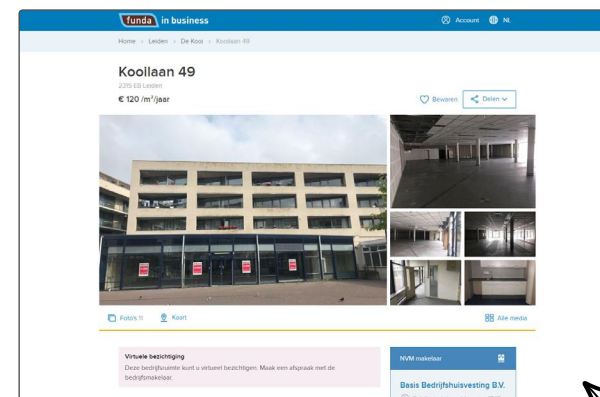 funda in business
Account NL
Home > Leiden > De Kooi > Kooilaan 49
Kooilaan 49
2315 EB Leiden
€ 120 /m²/jaar
Bewaren
Delen
Foto's 11
Kaart
Alle media
Virtuele bezichtiging
Deze bedrijfsruimte kunt u virtueel bezichtigen. Maak een afspraak met de
bedrijfsmakelaar.
NVM makelaar
Basis Bedrijfshuisvesting B.V.